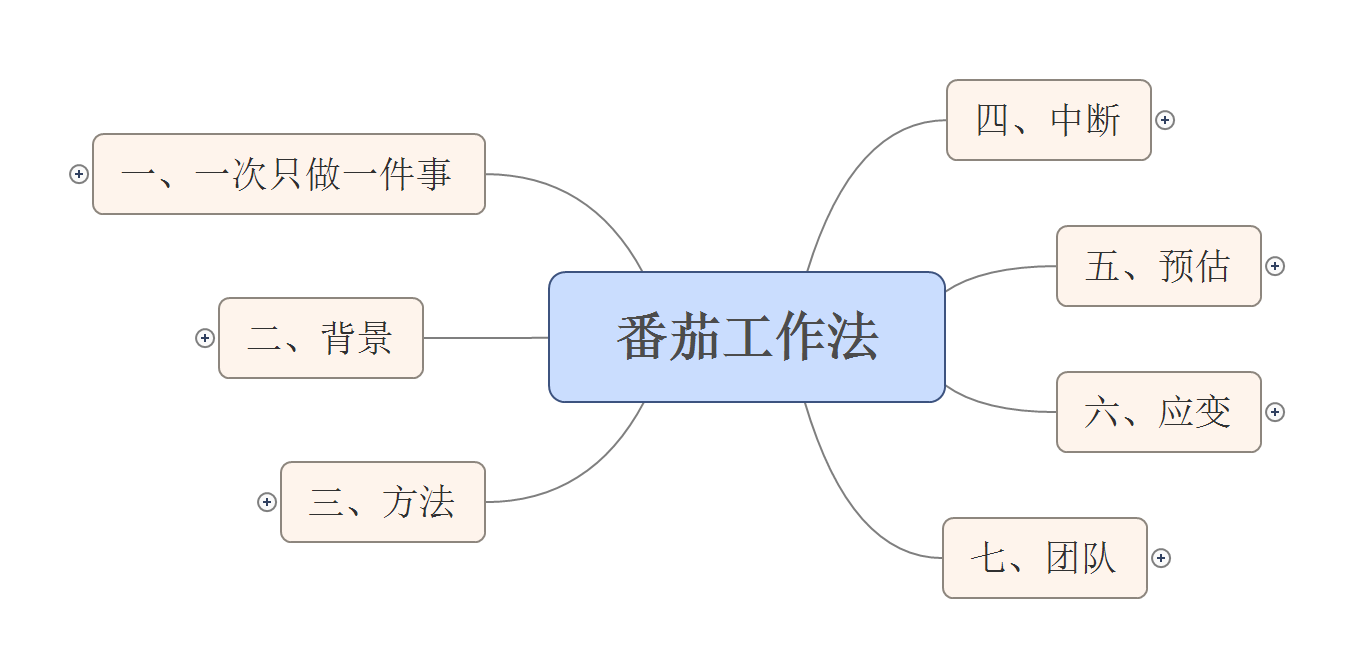 番茄工作法
一、一次只做一件事
二、背景
三、方法
四、中断
五、预估
六、应变
七、团队